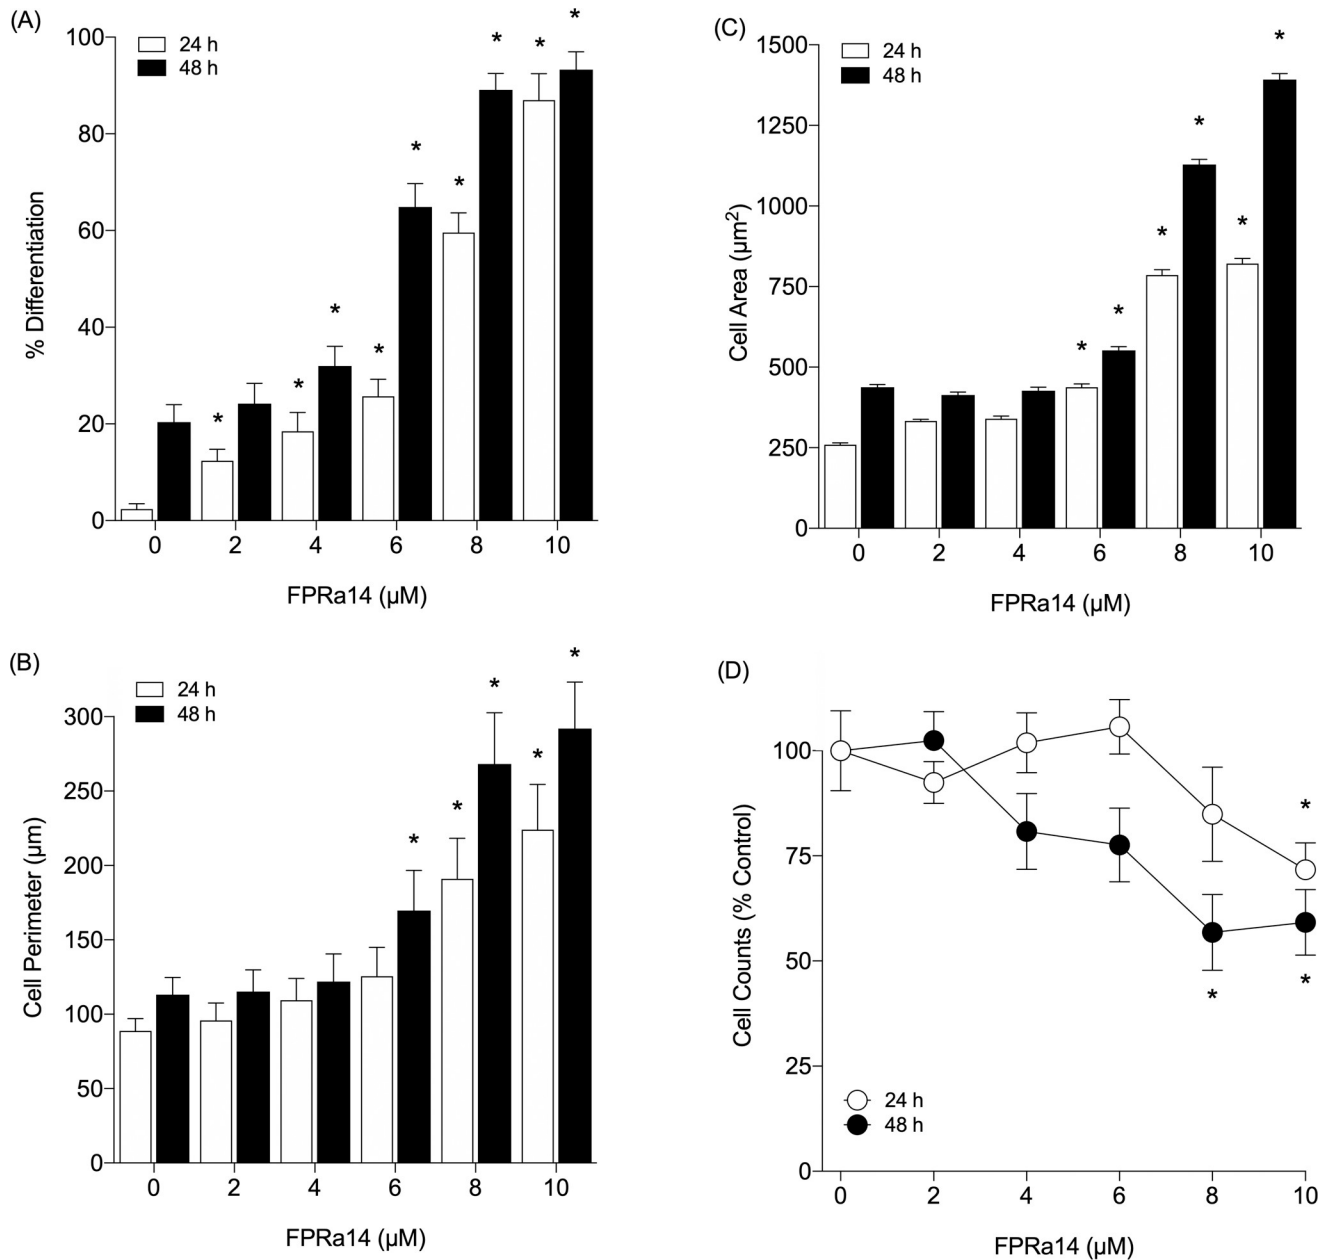 (A)
24 h
48 h
100
80
60
40
20
0
% Differentiation
* * * * * * * * *
0 2 4 6 8 10
FPRa14 (µM)
(C)
24 h
48 h
1500
1250
1000
750
500
250
0
Cell Area (µm²)
* * * * * *
0 2 4 6 8 10
FPRa14 (µM)
(B)
24 h
48 h
300
250
200
150
100
50
0
Cell Perimeter (µm)
* * * * *
0 2 4 6 8 10
FPRa14 (µM)
(D)
100
75
50
25
0
Cell Counts (% Control)
* * *
24 h
48 h
0 2 4 6 8 10
FPRa14 (µM)